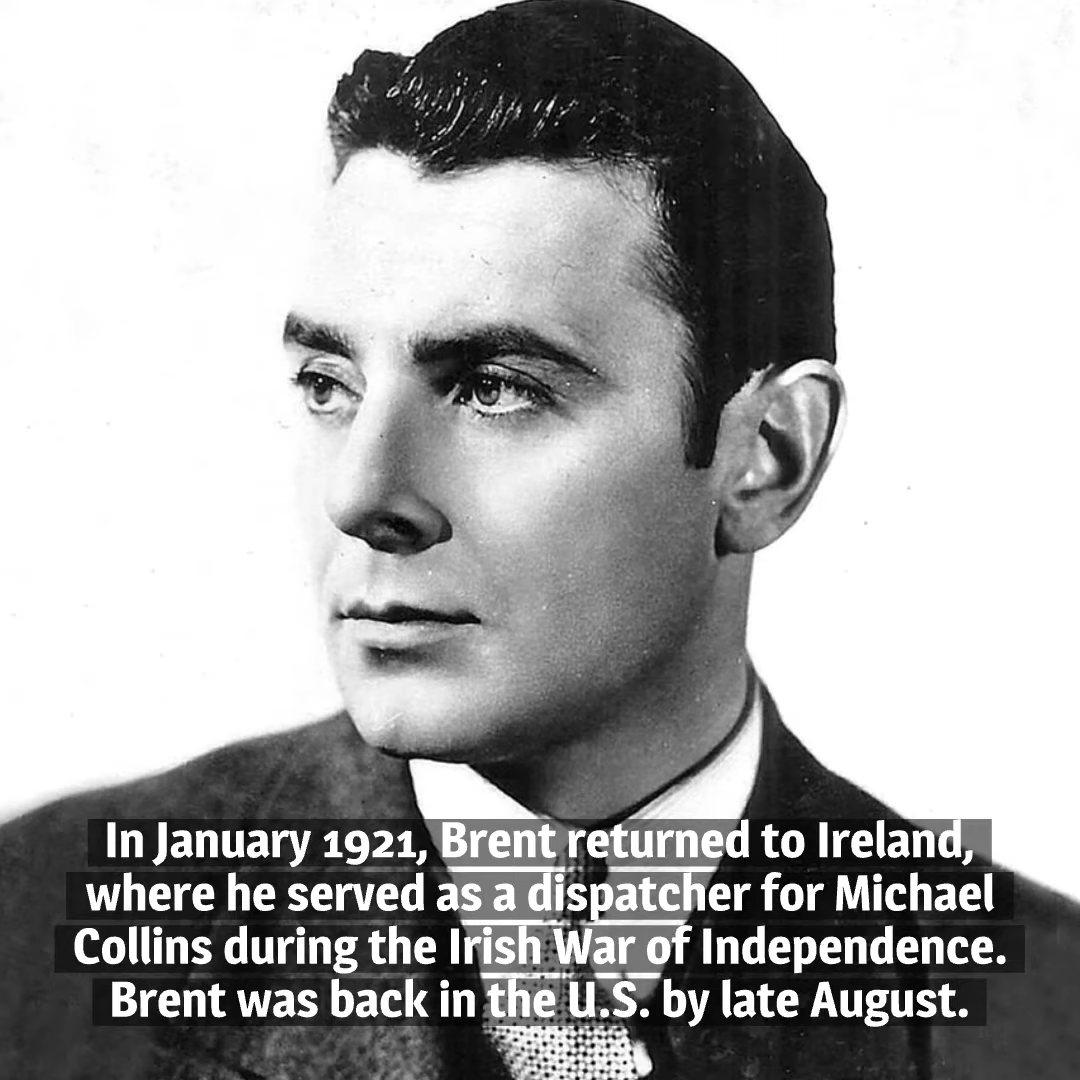 In January 1921, Brent returned to Ireland,
where he served as a dispatcher for Michael
Collins during the Irish War of Independence.
Brent was back in the U.S. by late August.